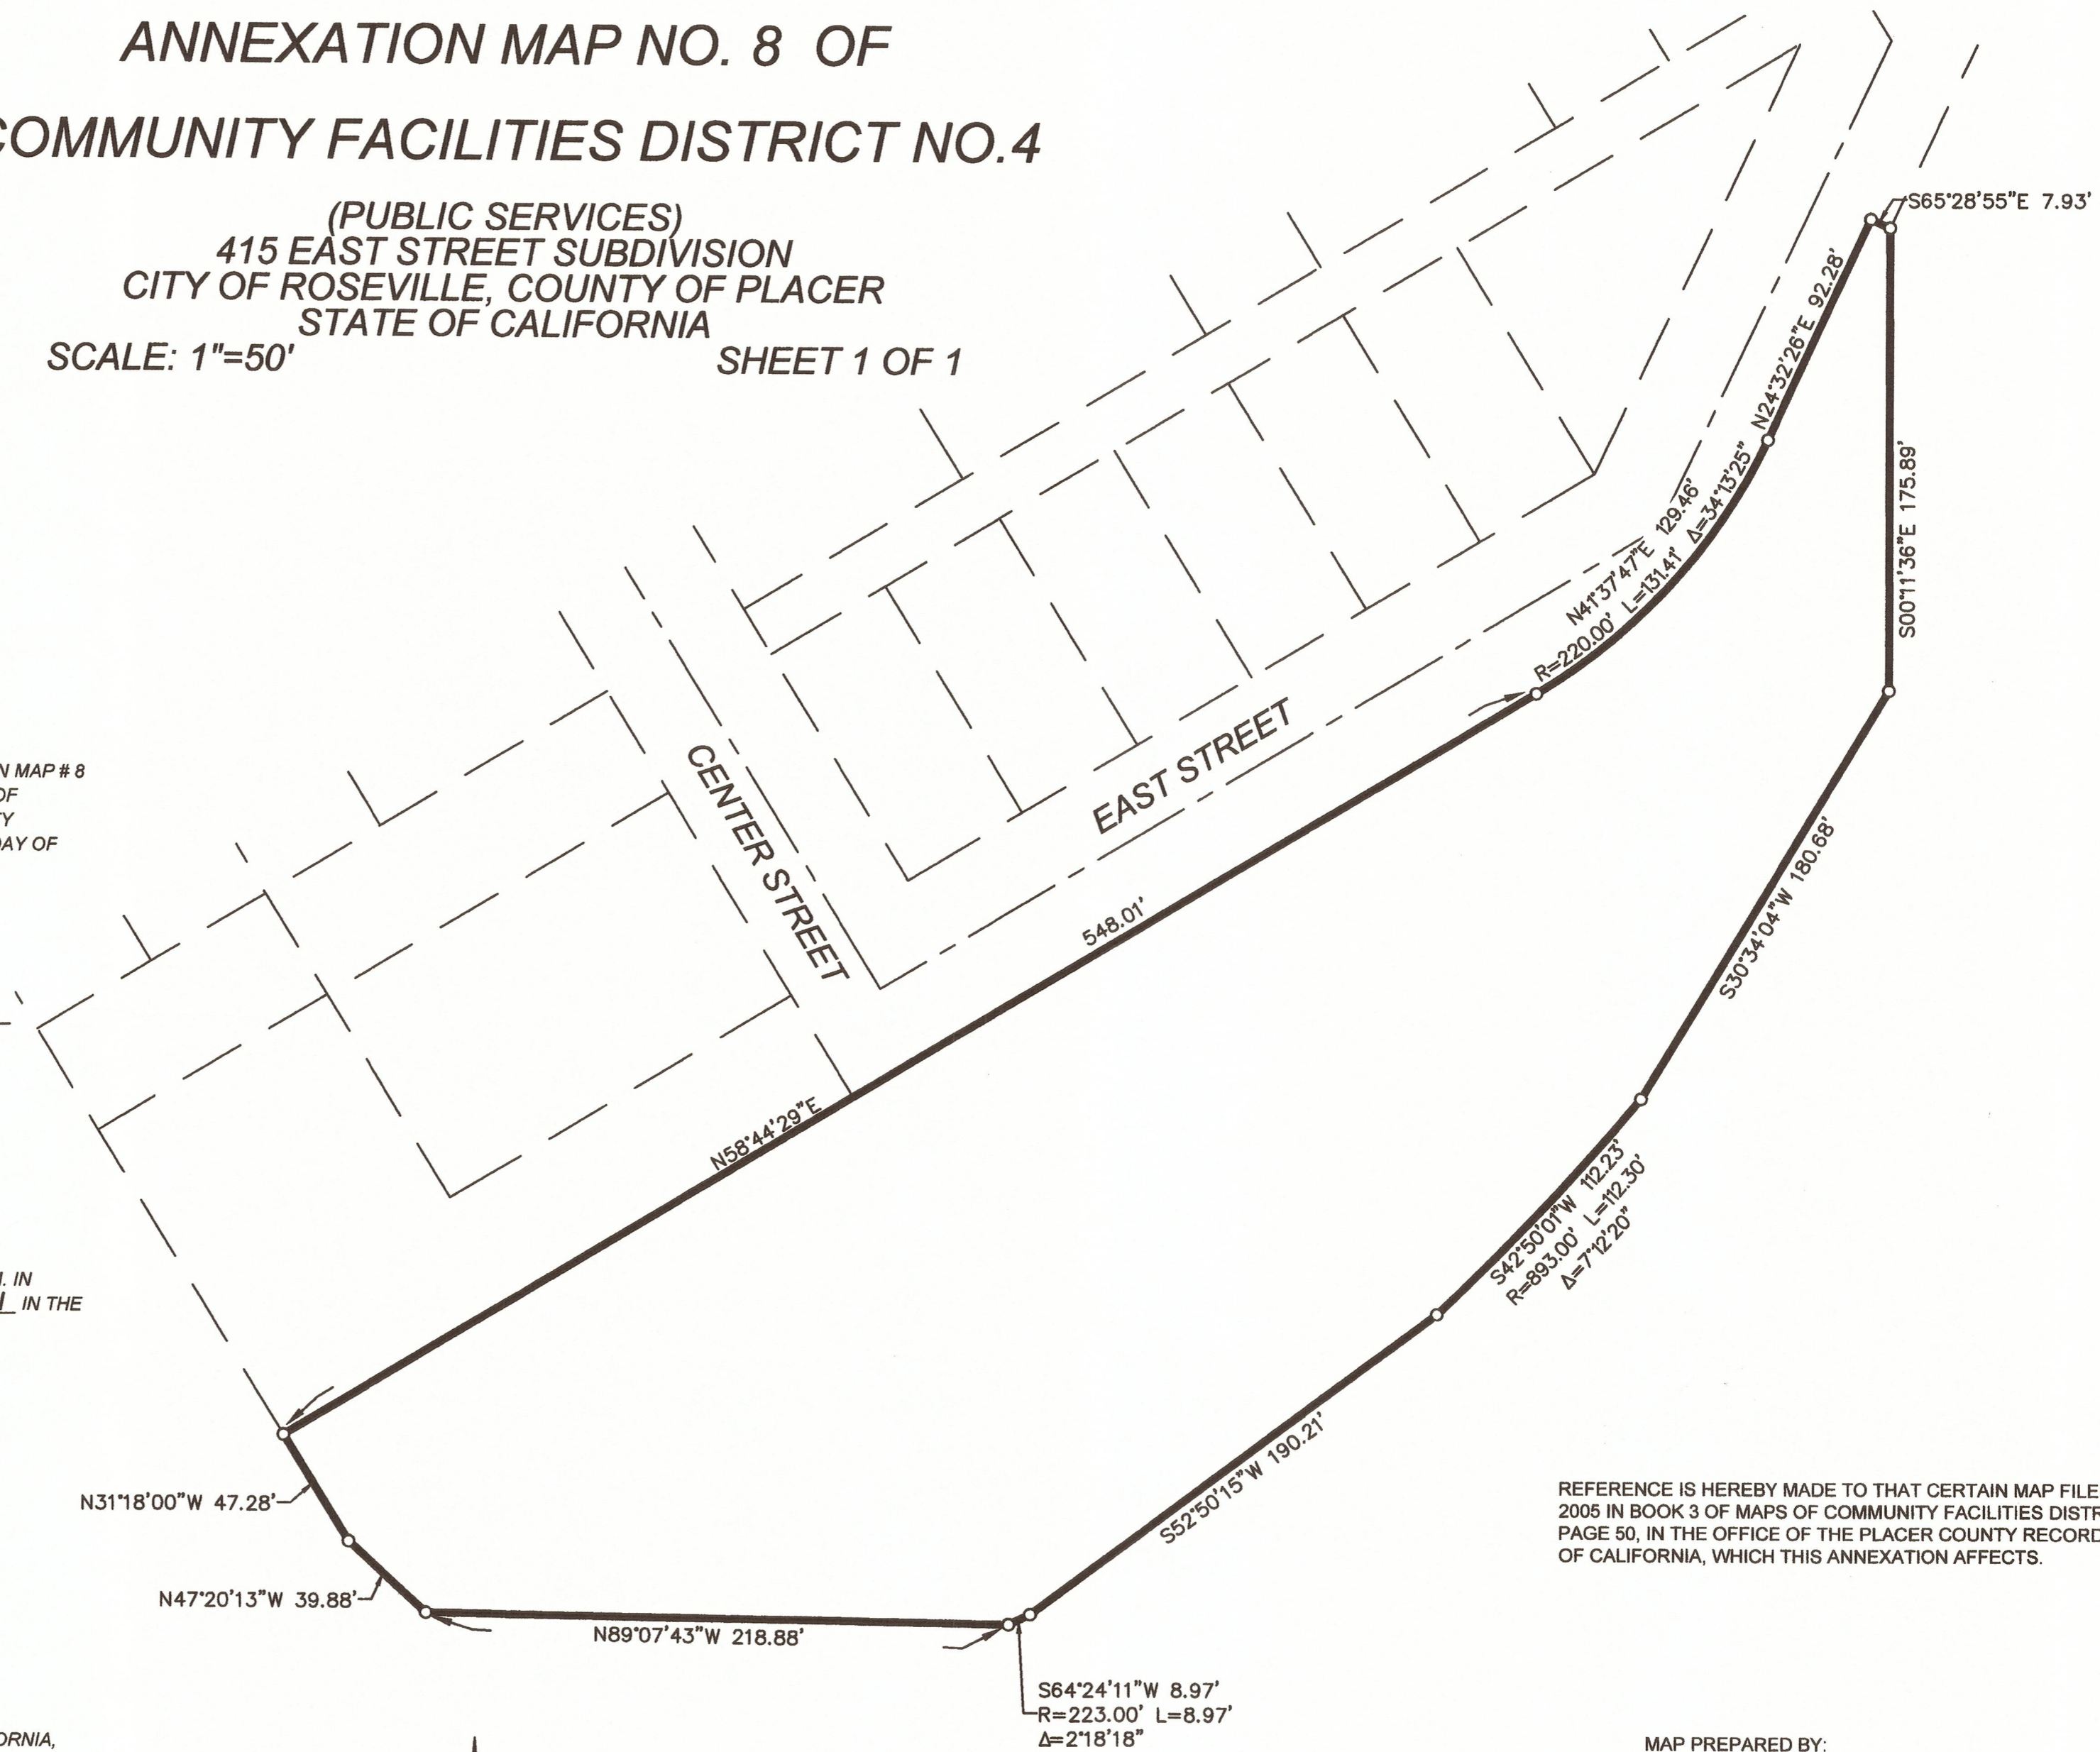 ANNEXATION MAP NO. 8 OF
COMMUNITY FACILITIES DISTRICT NO.4
(PUBLIC SERVICES)
415 EAST STREET SUBDIVISION
CITY OF ROSEVILLE, COUNTY OF PLACER
STATE OF CALIFORNIA
SCALE: 1"=50' SHEET 1 OF 1
S65°28'55"E 7.93'
N24°32'26"E 92.28'
S00°11'36"E 175.89'
N41°37'47"E 129.46'
R=220.00' L=131.41' Δ=34°13'25"
MAP # 8
OF
DAY OF
CENTER STREET
EAST STREET
548.01'
N58°44'29"E
S30°34'04"W 180.68'
S42°50'01"W 112.23'
R=893.00' L=112.30'
Δ=7°12'20"
IN
IN THE
S52°50'15"W 190.21'
N31°18'00"W 47.28'
N47°20'13"W 39.88'
N89°07'43"W 218.88'
S64°24'11"W 8.97'
R=223.00' L=8.97'
Δ=2°18'18"
REFERENCE IS HEREBY MADE TO THAT CERTAIN MAP FILE
2005 IN BOOK 3 OF MAPS OF COMMUNITY FACILITIES DISTR
PAGE 50, IN THE OFFICE OF THE PLACER COUNTY RECORD
OF CALIFORNIA, WHICH THIS ANNEXATION AFFECTS.
ORNIA,
MAP PREPARED BY: